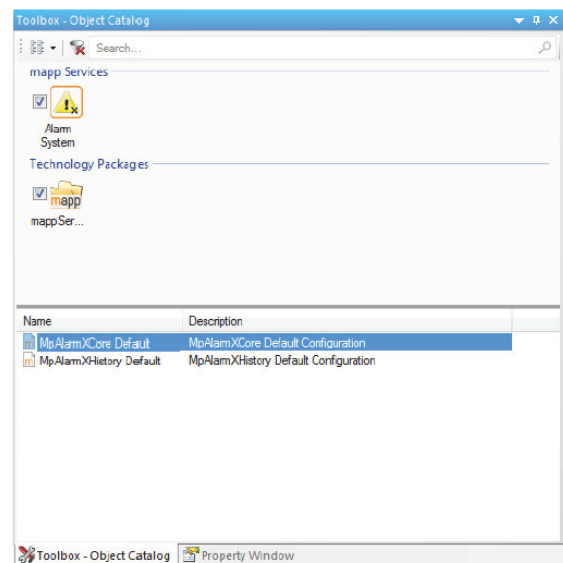 Toolbox - Object Catalog
Search...
mapp Services
Alarm
System
Technology Packages
mapp
mappSer...
Name Description
MpAlarmXCore Default MpAlarmXCore Default Configuration
MpAlarmXHistory Default MpAlarmXHistory Default Configuration
Toolbox - Object Catalog Property Window